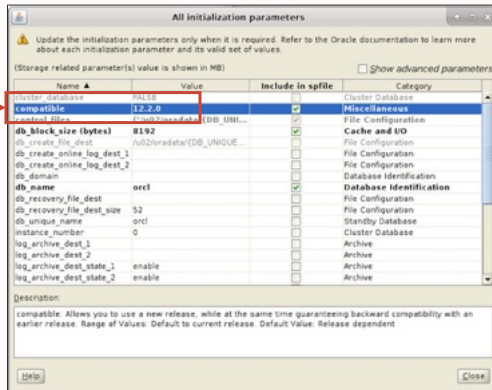 All initialization parameters
Update the initialization parameters only when it is required. Refer to the Oracle documentation to learn more
about each initialization parameter and its valid set of values.
(Storage related parameter(s) value is shown in MB) Show advanced parameters
Name ▲ Value Include in spfile Category
cluster_database FALSE Cluster Database
compatible 12.2.0 Miscellaneous
control_files File Configuration
db_block_size (bytes) 8192 Cache and I/O
db_create_file_dest /u02/oradata/{DB_UNIQUE... File Configuration
db_create_online_log_dest_1 File Configuration
db_create_online_log_dest_2 File Configuration
db_domain Database Identification
db_name orcl Database Identification
db_recovery_file_dest File Configuration
db_recovery_file_dest_size 52 File Configuration
db_unique_name orcl Standby Database
instance_number 0 Cluster Database
log_archive_dest_1 Archive
log_archive_dest_2 Archive
log_archive_dest_state_1 enable Archive
log_archive_dest_state_2 enable Archive
Description:
compatible: Allows you to use a new release, while at the same time guaranteeing backward compatibility with an
earlier release. Range of Values: Default to current release. Default Value: Release dependent
Help Close